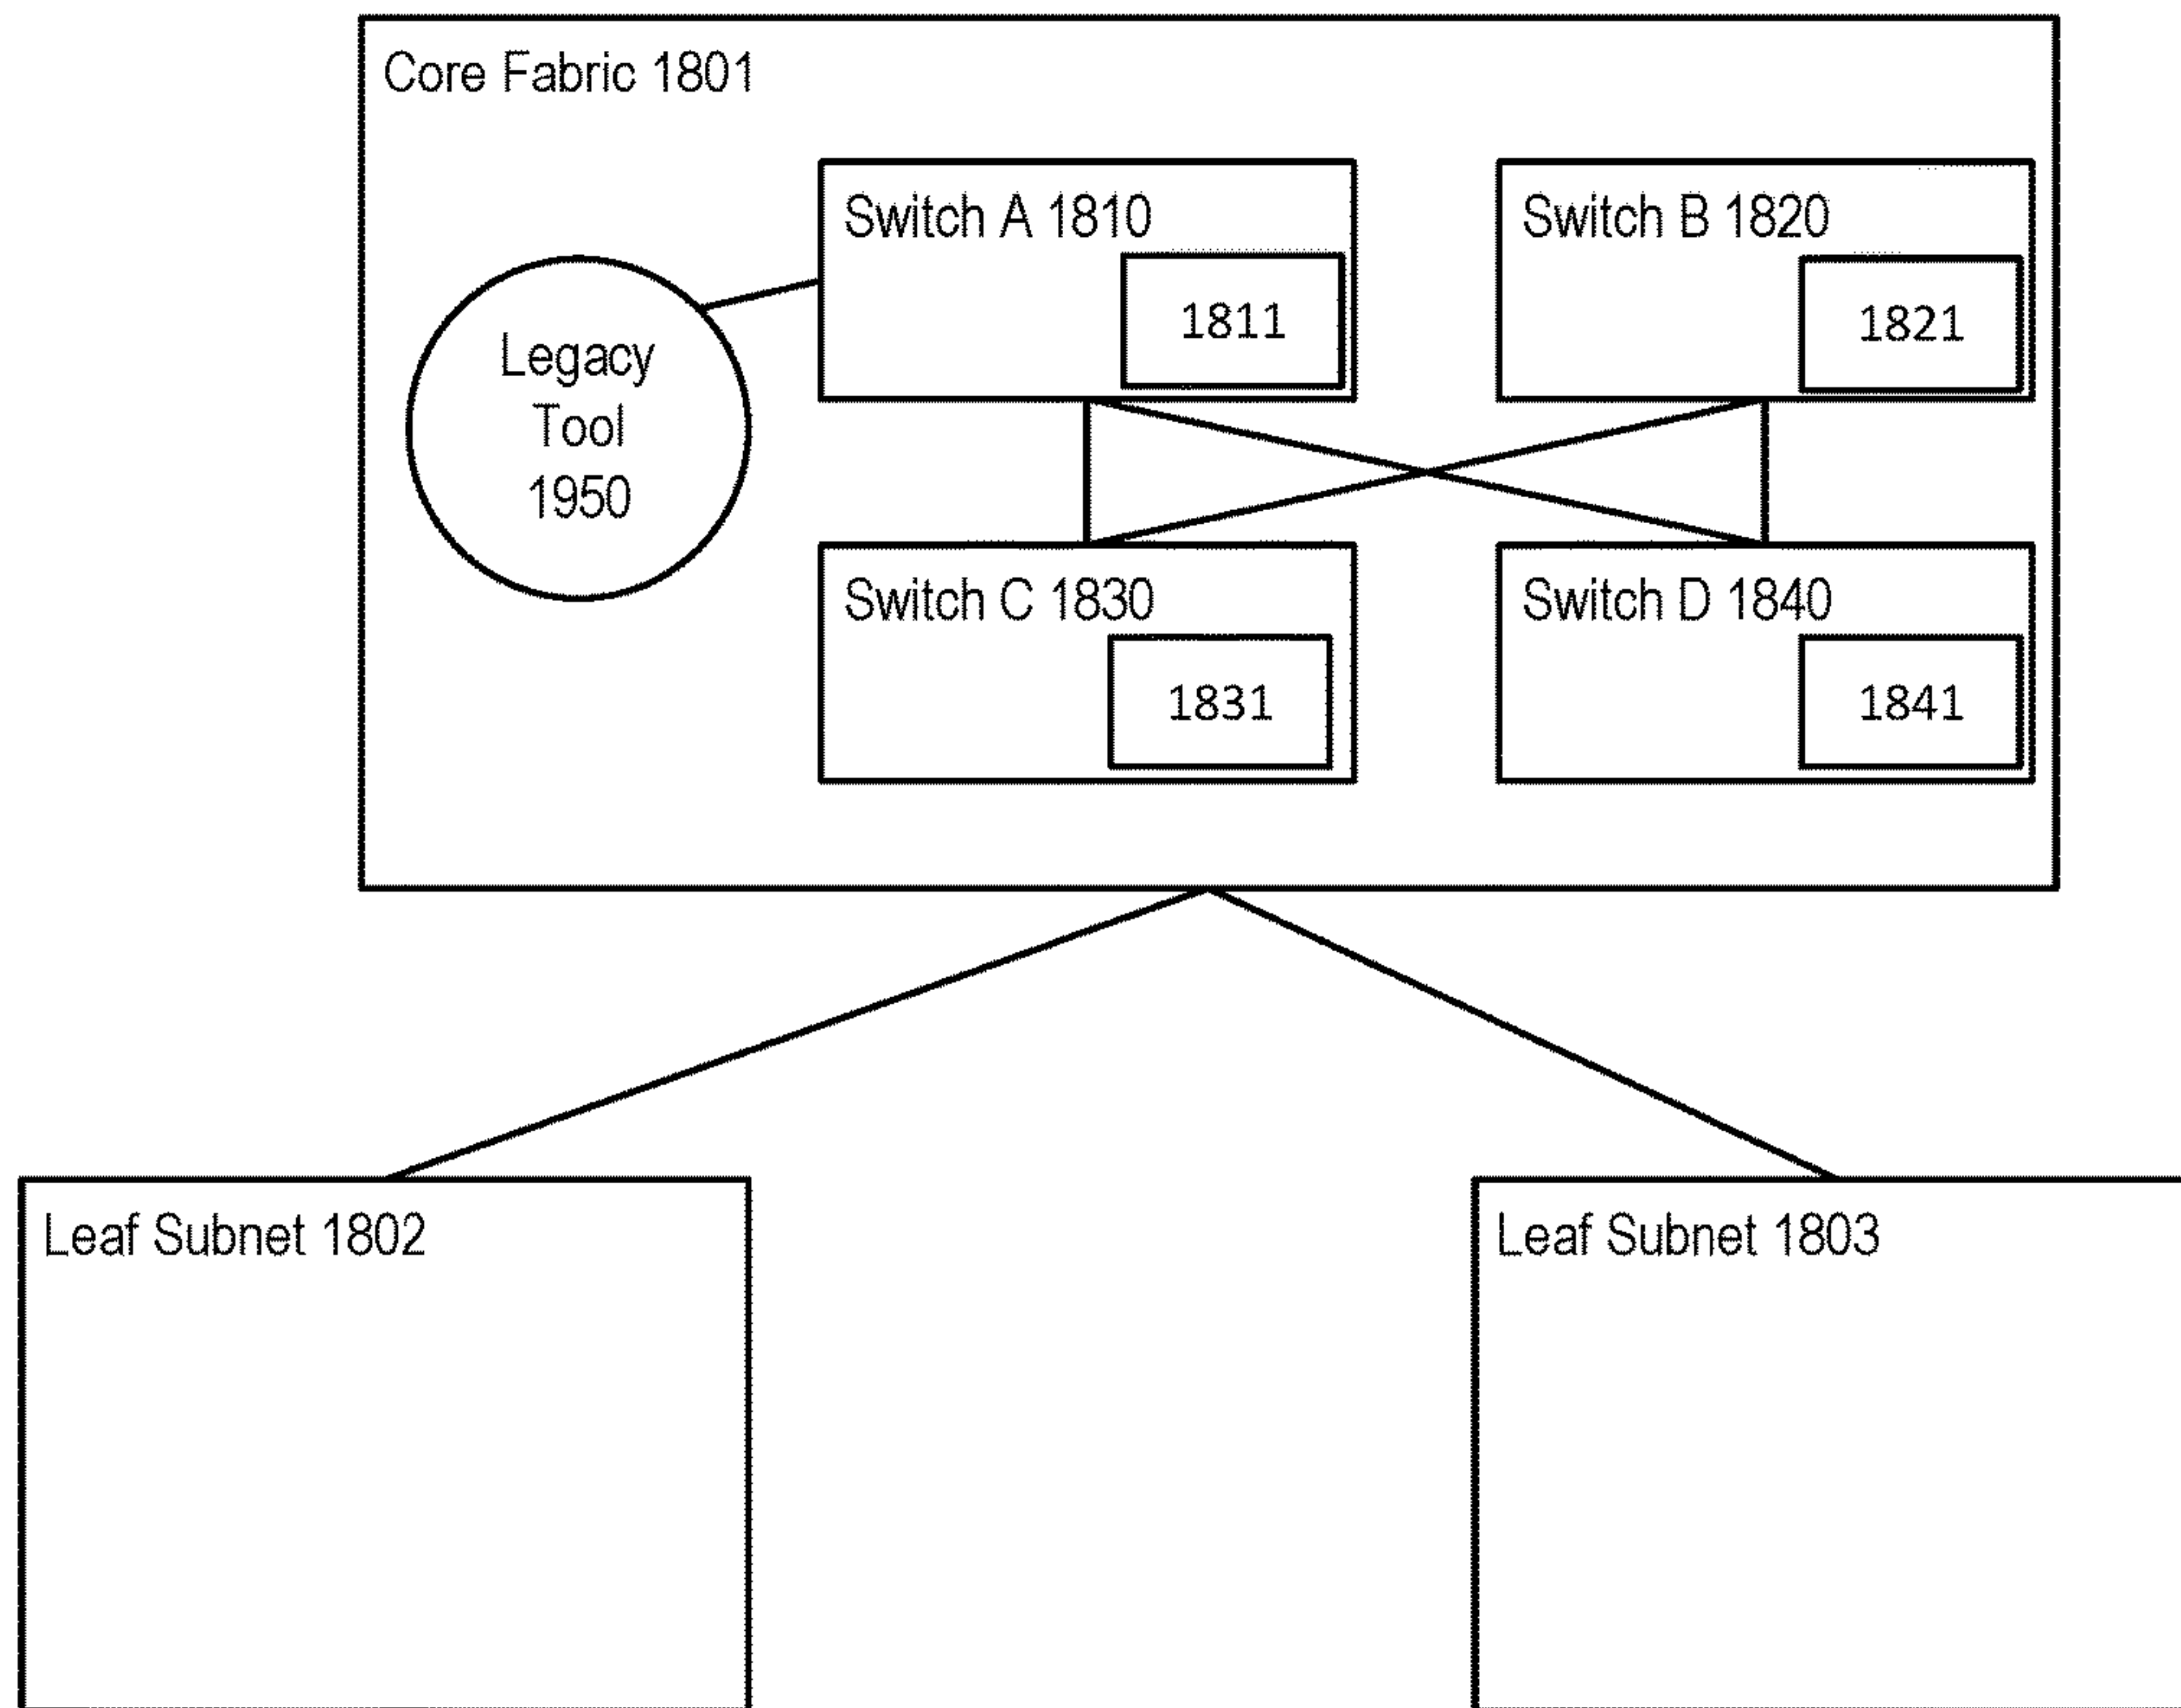 Core Fabric 1801
Switch A 1810
1811
Switch B 1820
1821
Legacy
Tool
1950
Switch C 1830
1831
Switch D 1840
1841
Leaf Subnet 1802
Leaf Subnet 1803